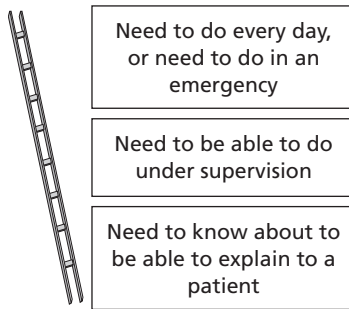 Need to do every day,
or need to do in an
emergency
Need to be able to do
under supervision
Need to know about to
be able to explain to a
patient